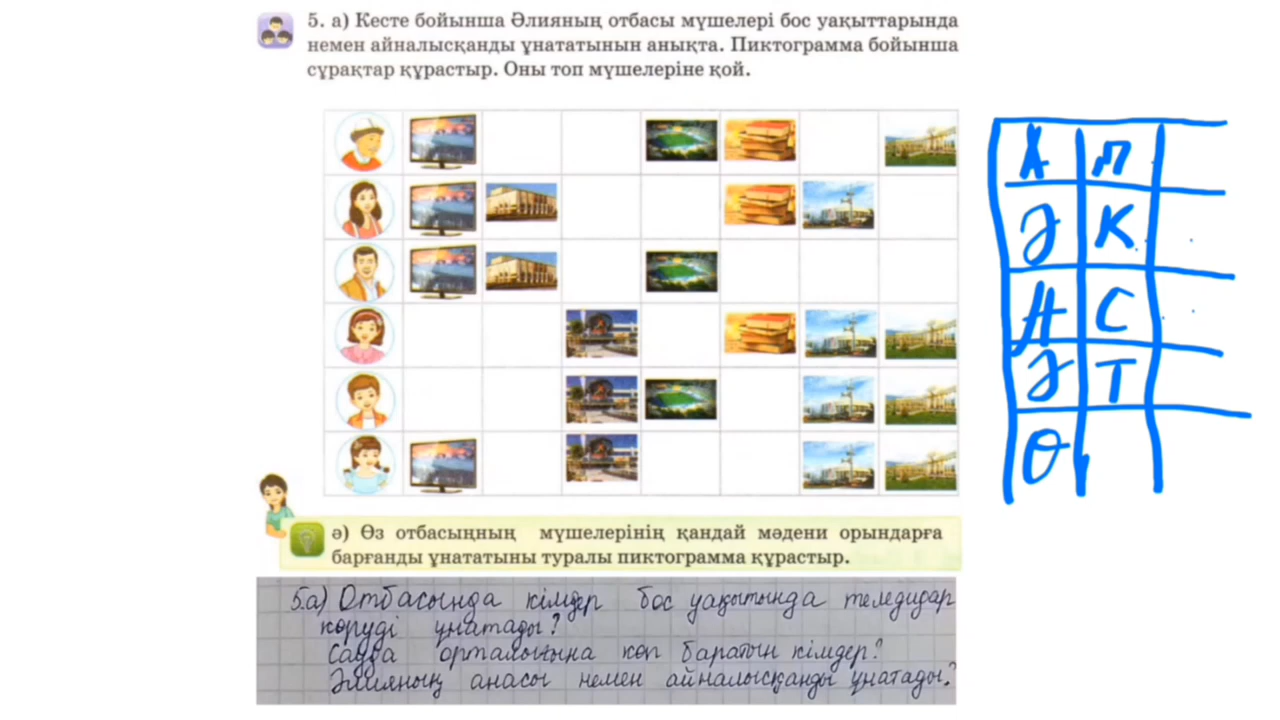 5. а) Кесте бойынша Әлияның отбасы мүшелері бос уақыттарында
немен айналысқанды ұнататынын анықта. Пиктограмма бойынша
сұрақтар құрастыр. Оны топ мүшелеріне қой.
А П
Ә К
А С
Ә Т
О
ә) Өз отбасыңның мүшелерінің қандай мәдени орындарға
барғанды ұнататыны туралы пиктограмма құрастыр.
5.а) Отбасында кімдер бос уақытында теледидар
көруді ұнатады?
Сауда орталығына көп баратын кімдер?
Әлияның анасы немен айналысқанды ұнатады?